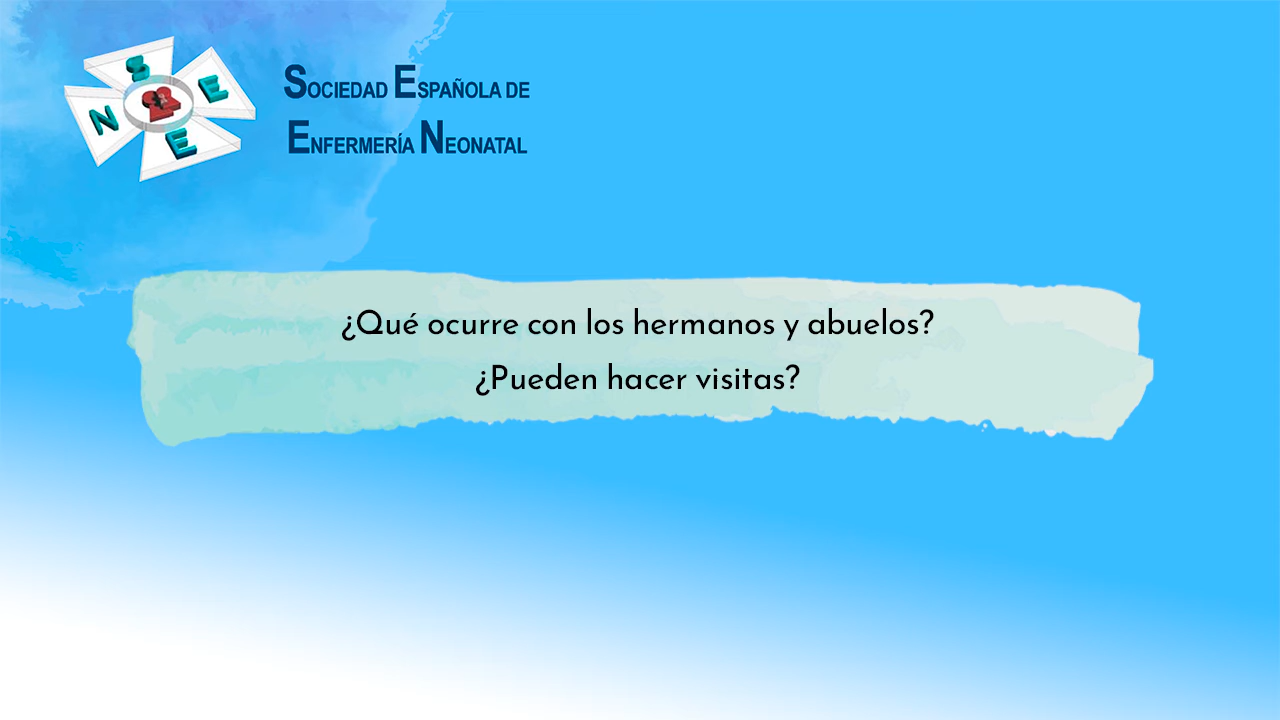 S
E
N
E
SOCIEDAD ESPAÑOLA DE
ENFERMERÍA NEONATAL
¿Qué ocurre con los hermanos y abuelos?
¿Pueden hacer visitas?